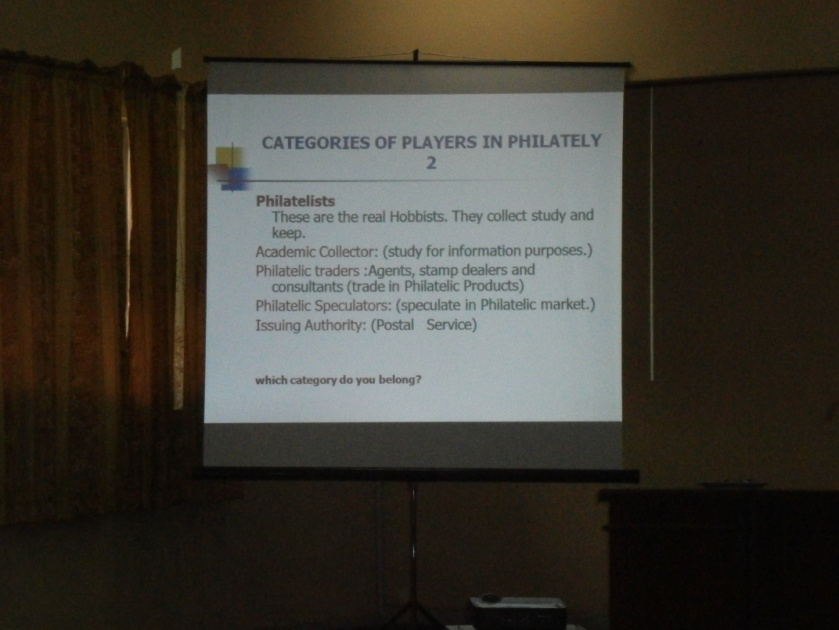 CATEGORIES OF PLAYERS IN PHILATELY
2
Philatelists
These are the real Hobbists. They collect study and
keep.
Academic Collector: (study for information purposes.)
Philatelic traders :Agents, stamp dealers and
consultants (trade in Philatelic Products)
Philatelic Speculators: (speculate in Philatelic market.)
Issuing Authority: (Postal Service)
which category do you belong?